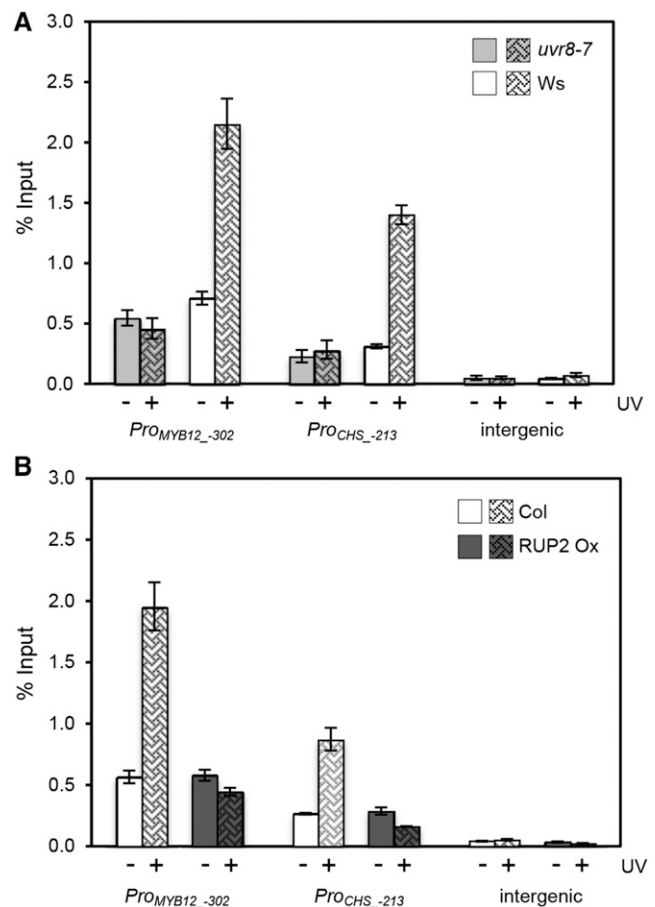 A
3.0
2.5
2.0
1.5
1.0
0.5
0.0
% Input
uvr8-7
Ws
- + - + - + - + - + - + UV
ProMYB12_-302 ProCHS_-213 intergenic
B
3.0
2.5
2.0
1.5
1.0
0.5
0.0
% Input
Col
RUP2 Ox
- + - + - + - + - + - + UV
ProMYB12_-302 ProCHS_-213 intergenic